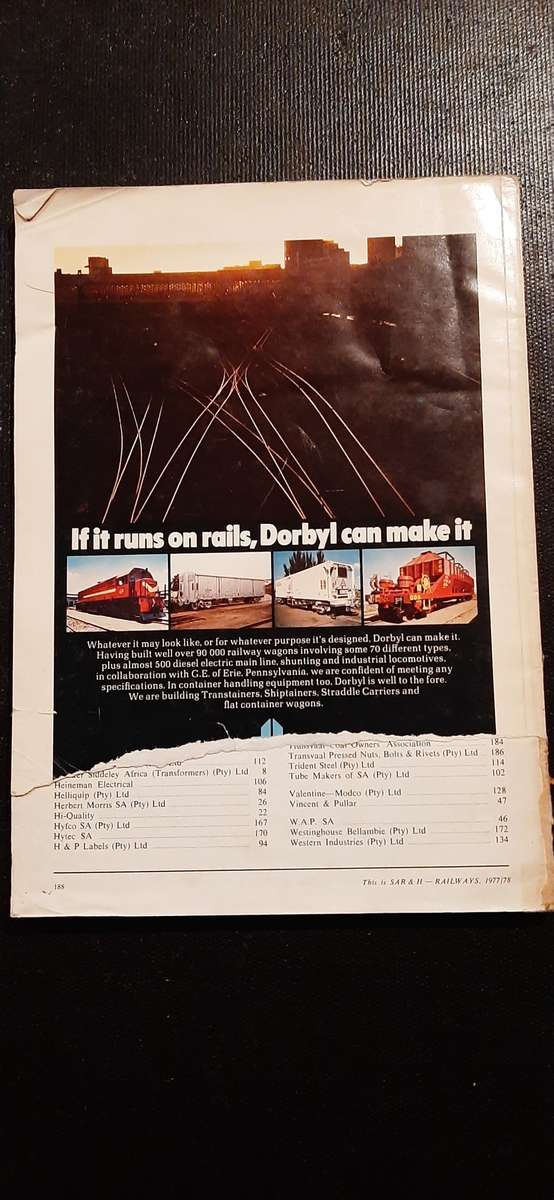 If it runs on rails, Dorbyl can make it
Whatever it may look like, or for whatever purpose it's designed, Dorbyl can make it.
Having built well over 90 000 railway wagons involving some 70 different types,
plus almost 500 diesel electric main line, shunting and industrial locomotives,
in collaboration with G.E. of Erie, Pennsylvania, we are confident of meeting any
specifications. In container handling equipment too, Dorbyl is well to the fore.
We are building Transtainers, Shiptainers, Straddle Carriers and
flat container wagons.
112
Siddeley Africa (Transformers) (Pty) Ltd 8
Heineman Electrical 106
Helliquip (Pty) Ltd 84
Herbert Morris SA (Pty) Ltd 26
Hi-Quality 22
Hyfco SA (Pty) Ltd 167
Hytec SA 170
H & P Labels (Pty) Ltd 94
Transvaal Coal Owners Association 184
Transvaal Pressed Nuts, Bolts & Rivets (Pty) Ltd 186
Trident Steel (Pty) Ltd 114
Tube Makers of SA (Pty) Ltd 102
Valentine—Modco (Pty) Ltd 128
Vincent & Pullar 47
W.A.P. SA 46
Westinghouse Bellambie (Pty) Ltd 172
Western Industries (Pty) Ltd 134
188
This is SAR & H — RAILWAYS, 1977/78